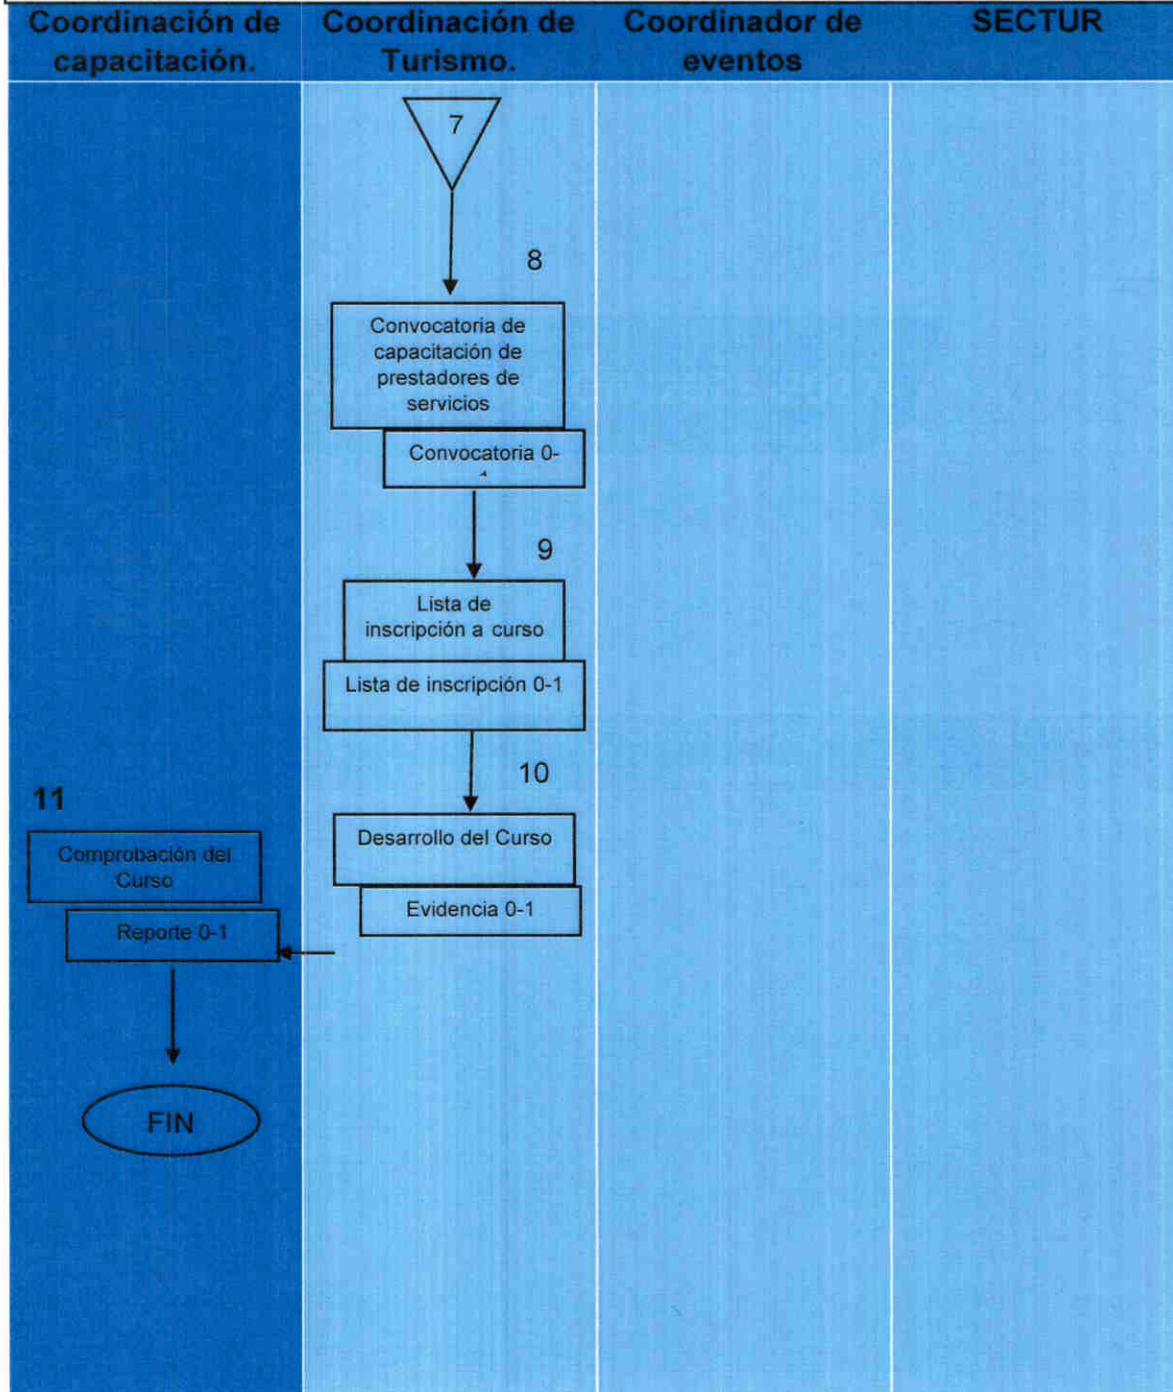 Coordinación de
capacitación.
Coordinación de
Turismo.
Coordinador de
eventos
SECTUR
7
8
Convocatoria de
capacitación de
prestadores de
servicios
Convocatoria 0-
9
Lista de
inscripción a curso
Lista de inscripción 0-1
10
Desarrollo del Curso
Evidencia 0-1
11
Comprobación del
Curso
Reporte 0-1
FIN